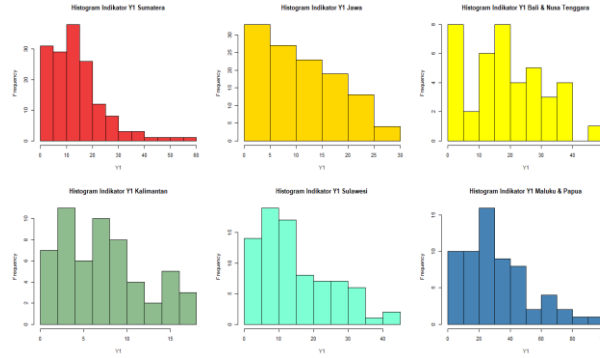 Histogram Indikator Y1 Sumatera
Histogram Indikator Y1 Jawa
Histogram Indikator Y1 Bali & Nusa Tenggara
Frequency
0 10 20 30
0 10 20 30 40 50 60
Y1
Frequency
0 5 10 15 20 25 30
0 5 10 15 20 25 30
Y1
Frequency
0 2 4 6 8
0 10 20 30 40
Y1
Histogram Indikator Y1 Kalimantan
Histogram Indikator Y1 Sulawesi
Histogram Indikator Y1 Maluku & Papua
Frequency
0 2 4 6 8 10
0 5 10 15
Y1
Frequency
0 5 10 15
0 10 20 30 40
Y1
Frequency
0 5 10 15
0 20 40 60 80
Y1